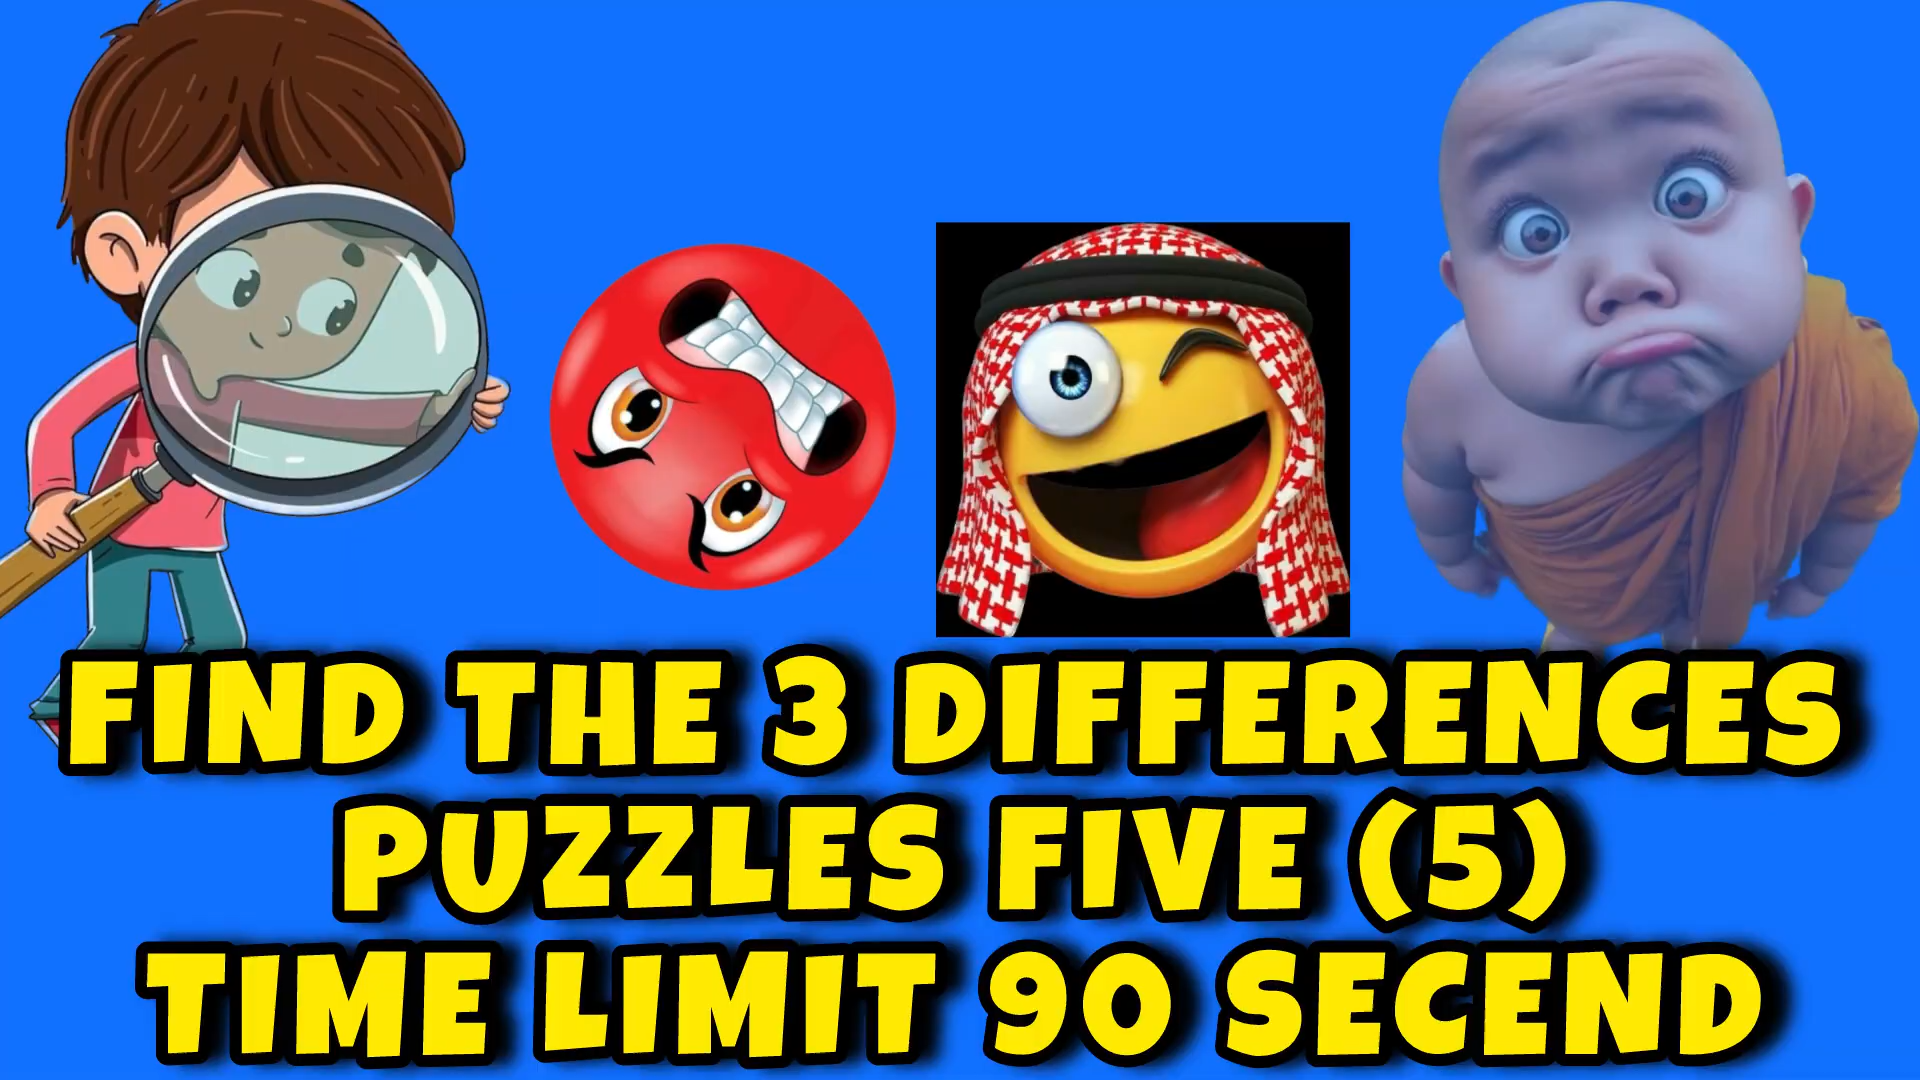 FIND THE 3 DIFFERENCES
PUZZLES FIVE (5)
TIME LIMIT 90 SECEND